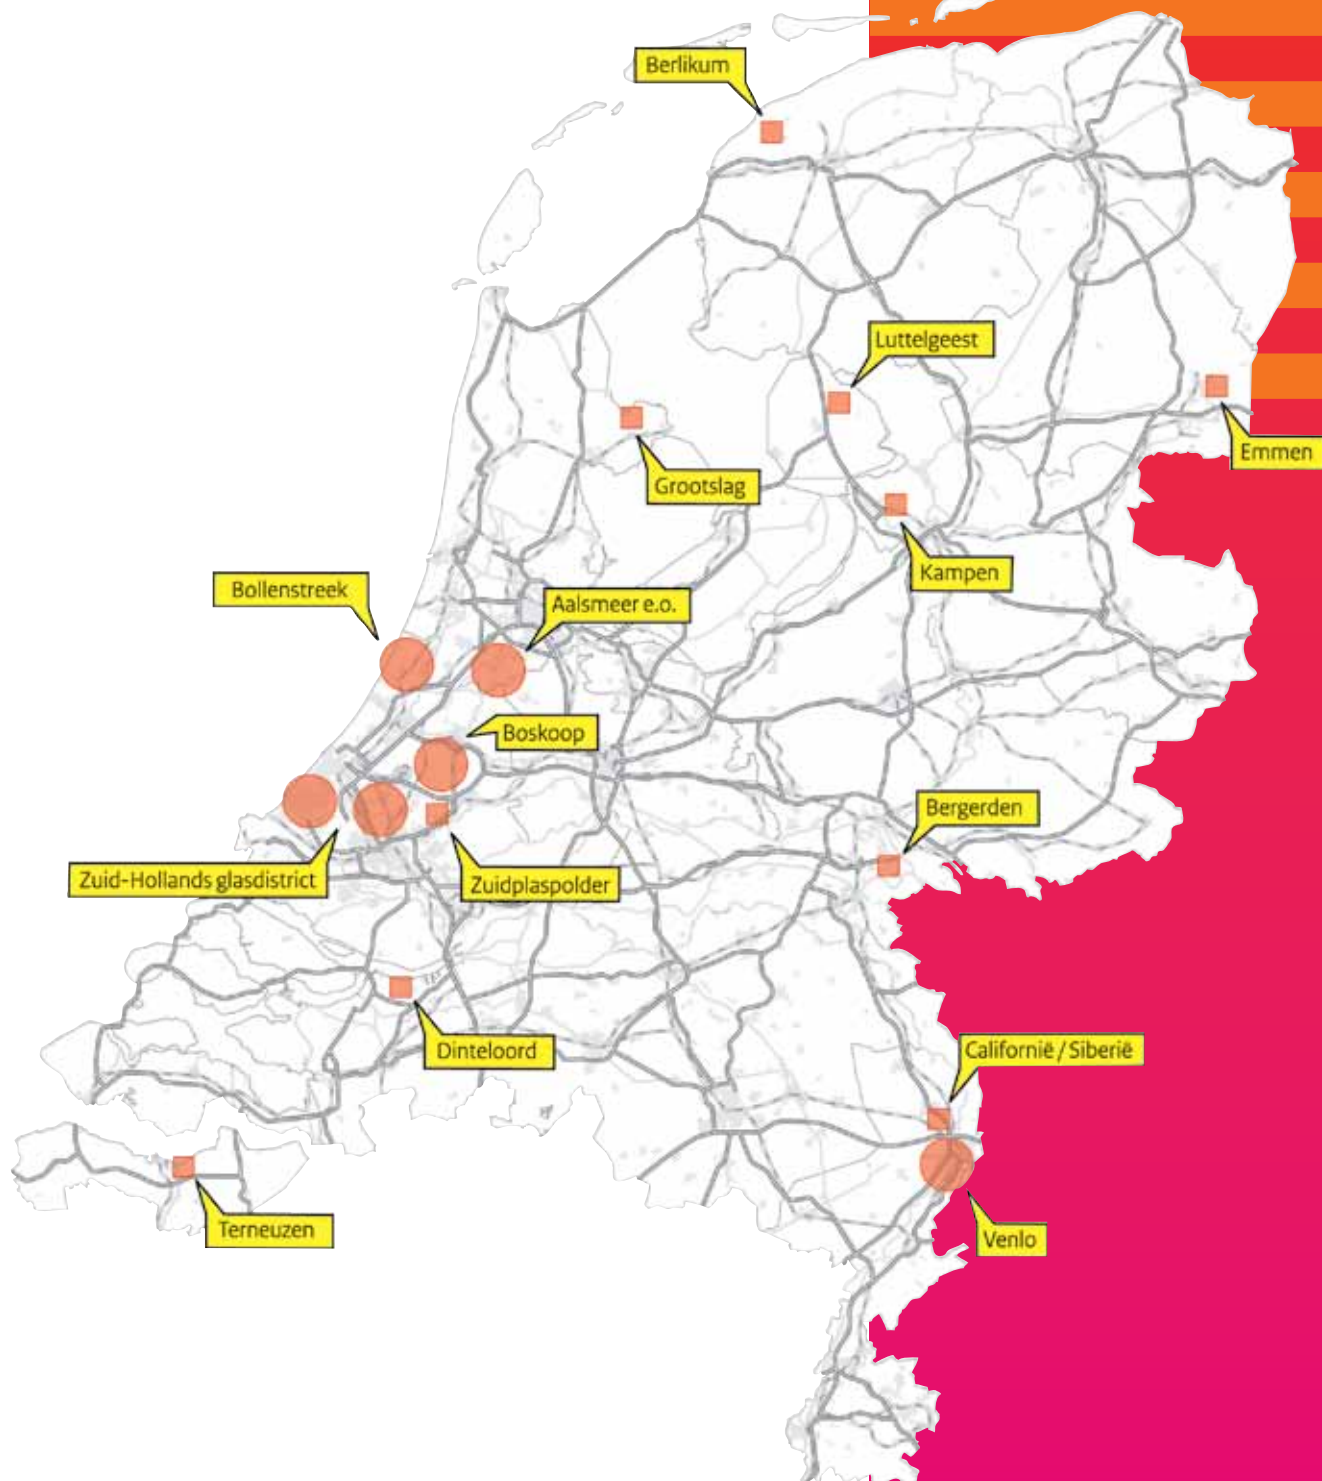 Berlikum
Luttelgeest
Emmen
Grootslag
Kampen
Bollenstreek
Aalsmeer e.o.
Boskoop
Bergerden
Zuid-Hollands glasdistrict
Zuidplaspolder
Dinteloord
Californië / Siberië
Terneuzen
Venlo